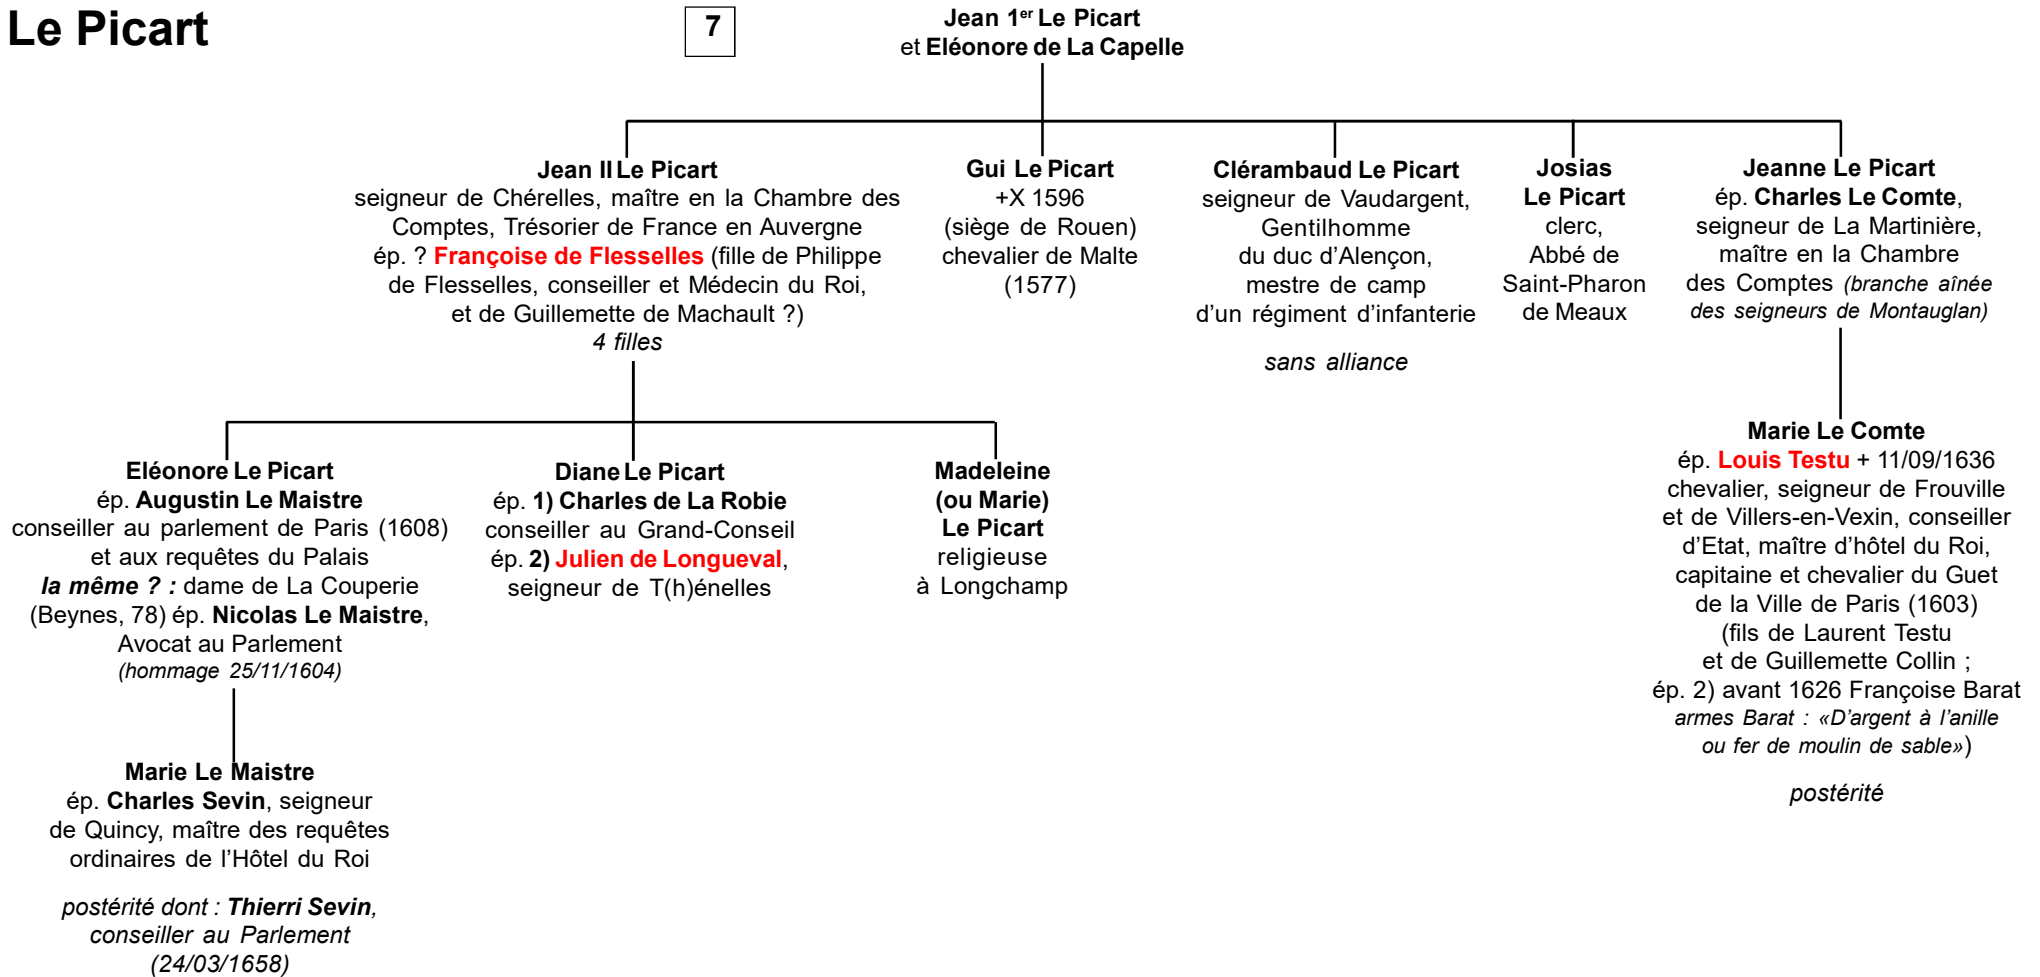 Le Picart
7
Jean 1er Le Picart
et Eléonore de La Capelle
Jean II Le Picart
seigneur de Chérelles, maître en la Chambre des
Comptes, Trésorier de France en Auvergne
ép. ? Françoise de Flesselles (fille de Philippe
de Flesselles, conseiller et Médecin du Roi,
et de Guillemette de Machault ?)
4 filles
Gui Le Picart
+X 1596
(siège de Rouen)
chevalier de Malte
(1577)
Clérambaud Le Picart
seigneur de Vaudargent,
Gentilhomme
du duc d’Alençon,
mestre de camp
d’un régiment d’infanterie
sans alliance
Josias
Le Picart
clerc,
Abbé de
Saint-Pharon
de Meaux
Jeanne Le Picart
ép. Charles Le Comte,
seigneur de La Martinière,
maître en la Chambre
des Comptes (branche aînée
des seigneurs de Montauglan)
Eléonore Le Picart
ép. Augustin Le Maistre
conseiller au parlement de Paris (1608)
et aux requêtes du Palais
la même ? : dame de La Couperie
(Beynes, 78) ép. Nicolas Le Maistre,
Avocat au Parlement
(hommage 25/11/1604)
Diane Le Picart
ép. 1) Charles de La Robie
conseiller au Grand-Conseil
ép. 2) Julien de Longueval,
seigneur de T(h)énelles
Madeleine
(ou Marie)
Le Picart
religieuse
à Longchamp
Marie Le Comte
ép. Louis Testu + 11/09/1636
chevalier, seigneur de Frouville
et de Villers-en-Vexin, conseiller
d’Etat, maître d’hôtel du Roi,
capitaine et chevalier du Guet
de la Ville de Paris (1603)
(fils de Laurent Testu
et de Guillemette Collin ;
ép. 2) avant 1626 Françoise Barat
armes Barat : «D’argent à l’anille
ou fer de moulin de sable»)
postérité
Marie Le Maistre
ép. Charles Sevin, seigneur
de Quincy, maître des requêtes
ordinaires de l’Hôtel du Roi
postérité dont : Thierri Sevin,
conseiller au Parlement
(24/03/1658)